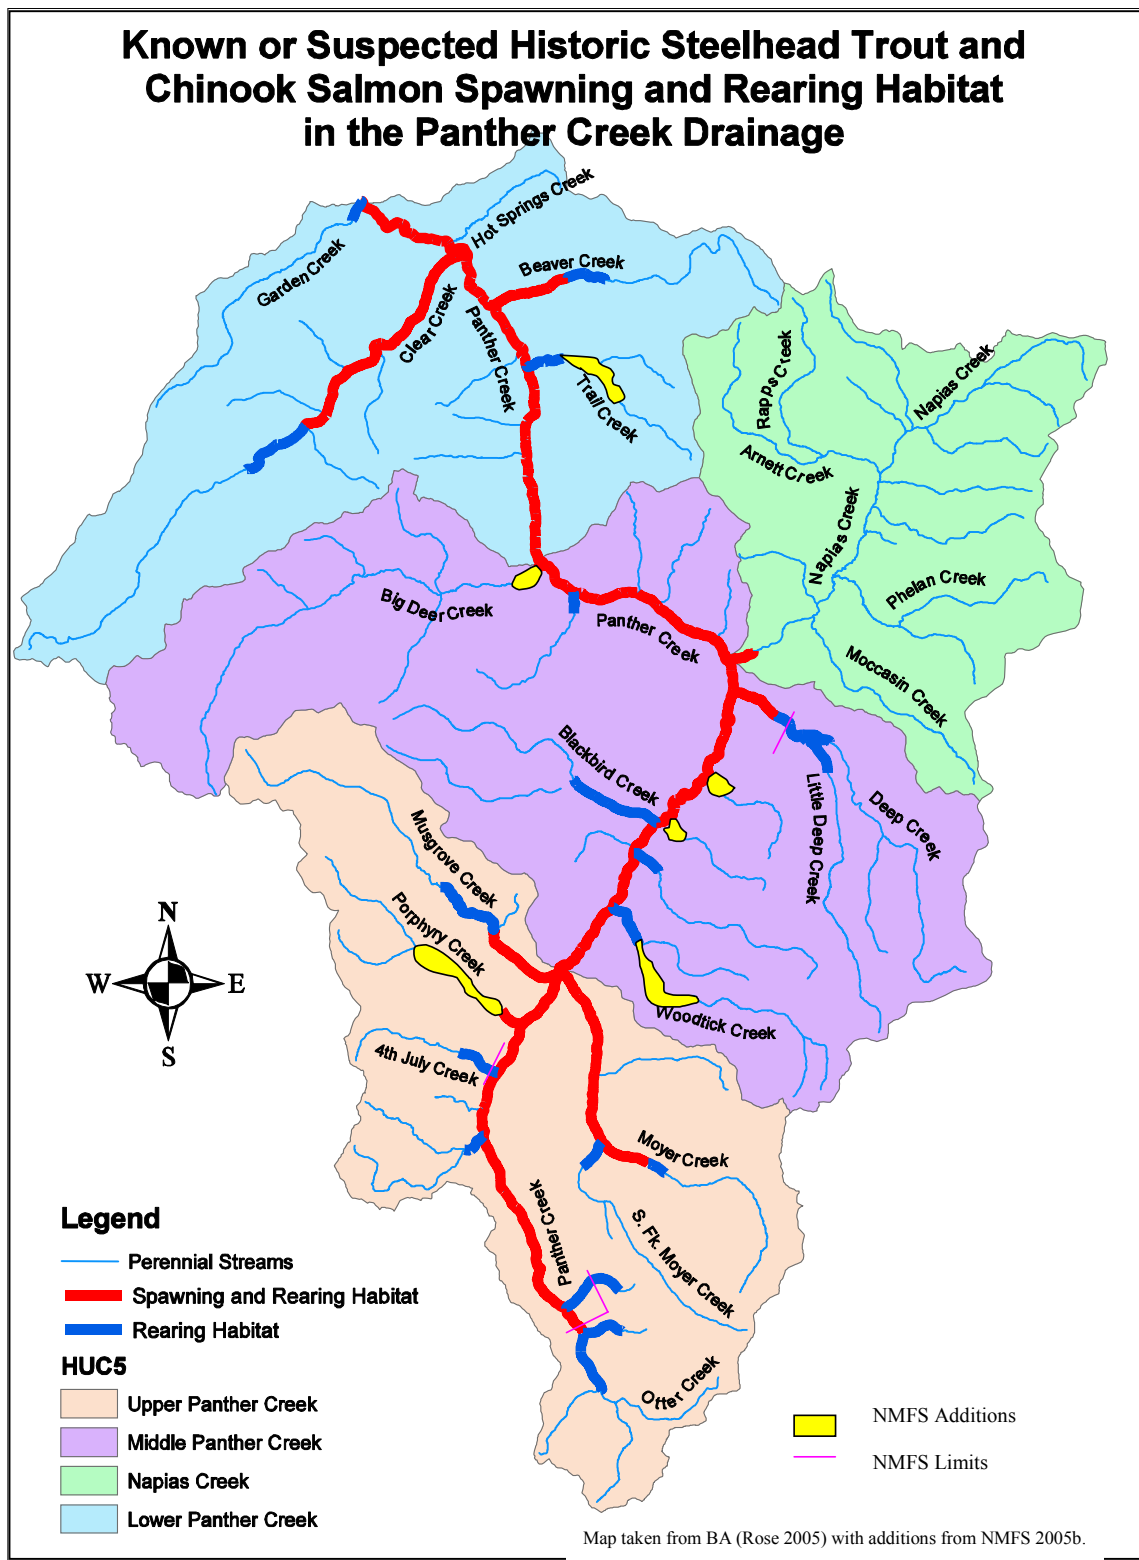 Known or Suspected Historic Steelhead Trout and
Chinook Salmon Spawning and Rearing Habitat
in the Panther Creek Drainage
Hot Springs Creek
Garden Creek
Beaver Creek
Clear Creek
Panther Creek
Trail Creek
Rapps Creek
Napias Creek
Arnett Creek
Napias Creek
Phelan Creek
Big Deer Creek
Panther Creek
Moccasin Creek
Blackbird Creek
Little Deep Creek
Deep Creek
Musgrove Creek
Porphyry Creek
N
W
E
S
Woodtick Creek
4th July Creek
Moyer Creek
Panther Creek
S. Fk. Moyer Creek
Otter Creek
Legend
Perennial Streams
Spawning and Rearing Habitat
Rearing Habitat
HUC5
Upper Panther Creek
Middle Panther Creek
Napias Creek
Lower Panther Creek
NMFS Additions
NMFS Limits
Map taken from BA (Rose 2005) with additions from NMFS 2005b.